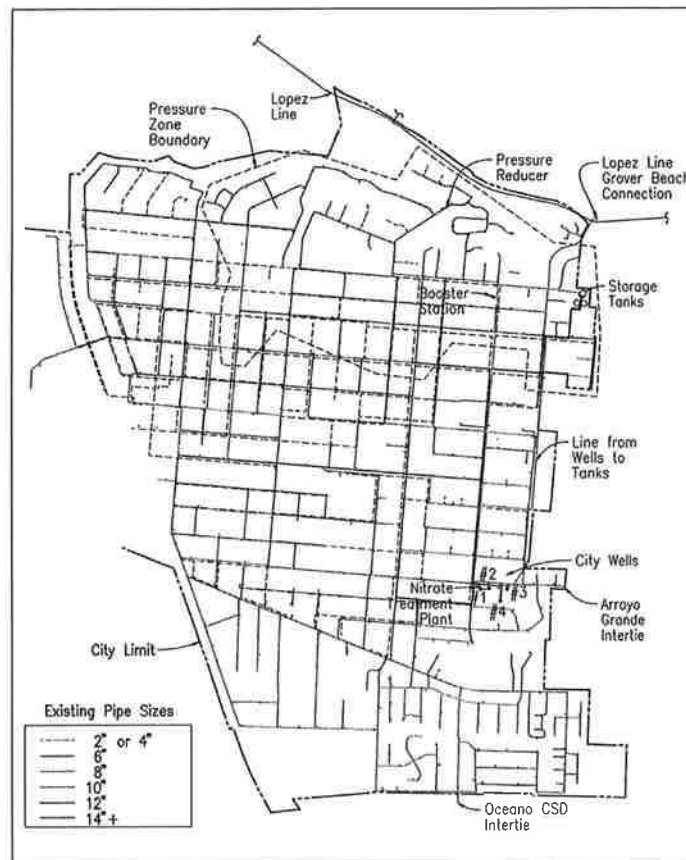 Lopez
Line
Pressure
Zone
Boundary
Pressure
Reducer
Lopez Line
Grover Beach
Connection
Booster
Station
Storage
Tanks
Line from
Wells to
Tanks
#2
City Wells
Nitrate
eatment
Plant
#1
#3
#4
Arroyo
Grande
Intertie
City Limit
Existing Pipe Sizes
2" or 4"
6"
8"
10"
12"
14"+
Oceano CSD
Intertie